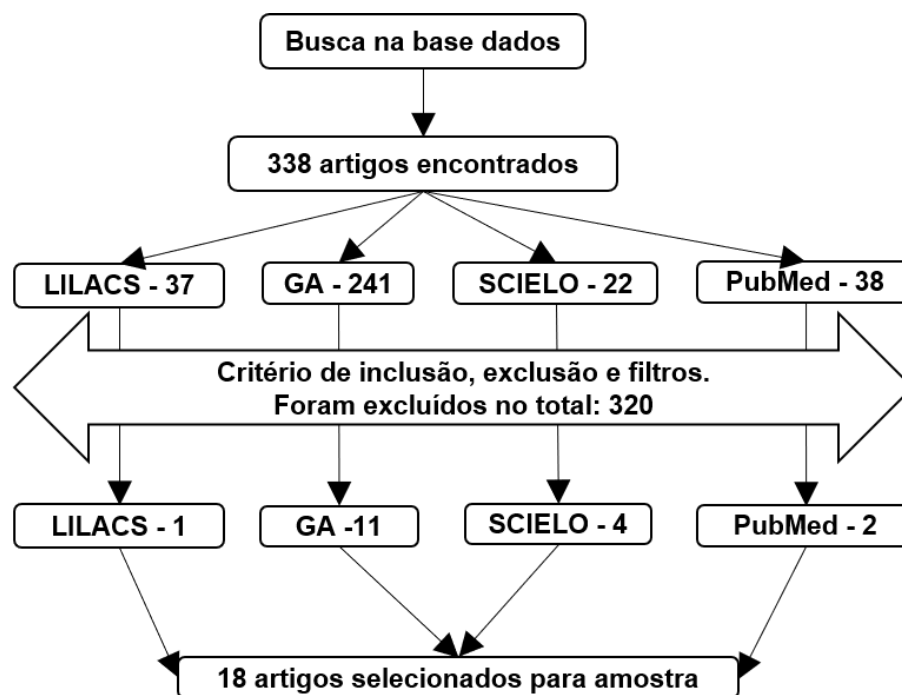 Busca na base dados
338 artigos encontrados
LILACS - 37
GA - 241
SCIELO - 22
PubMed - 38
Critério de inclusão, exclusão e filtros.
Foram excluídos no total: 320
LILACS - 1
GA -11
SCIELO - 4
PubMed - 2
18 artigos selecionados para amostra